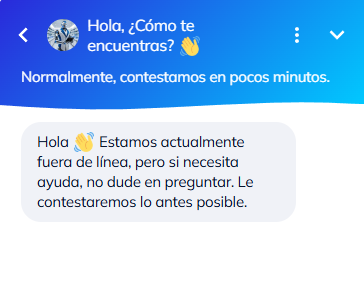 Hola, ¿Cómo te
encuentras? 👋
Normalmente, contestamos en pocos minutos.
Hola 👋 Estamos actualmente
fuera de línea, pero si necesita
ayuda, no dude en preguntar. Le
contestaremos lo antes posible.